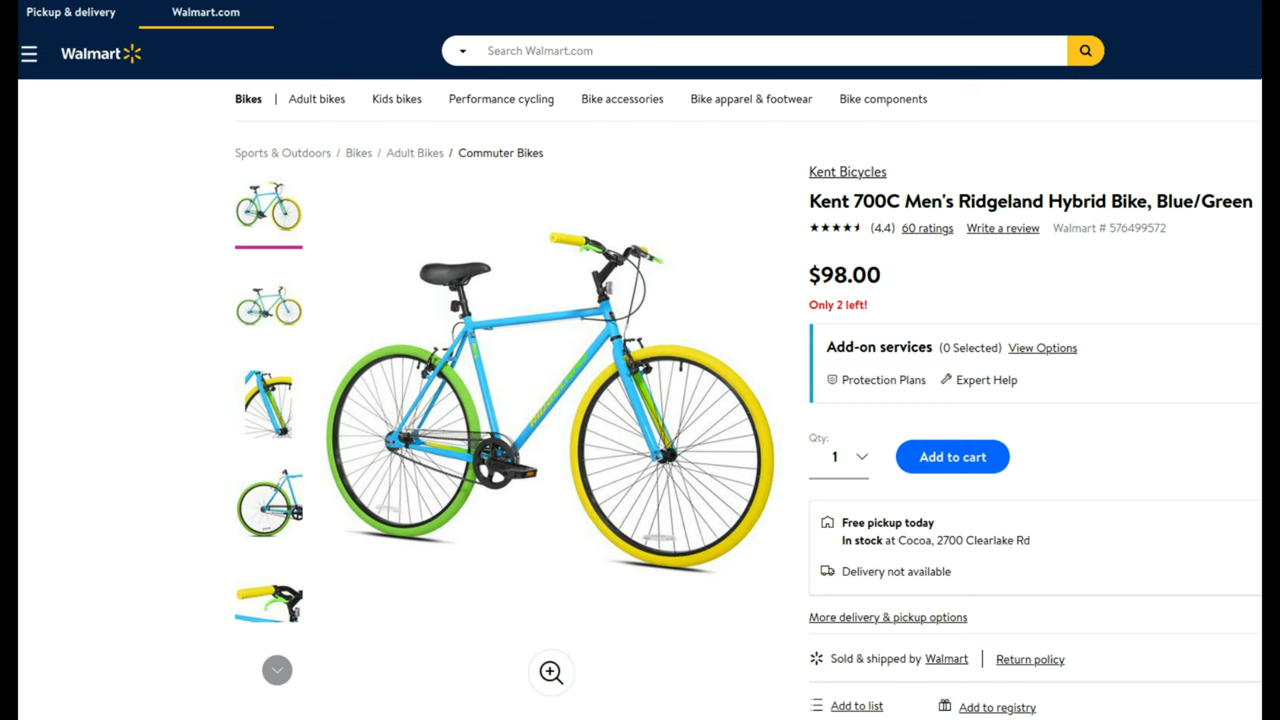 Pickup & delivery
Walmart.com
Walmart
Search Walmart.com
Bikes | Adult bikes Kids bikes Performance cycling Bike accessories Bike apparel & footwear Bike components
Sports & Outdoors / Bikes / Adult Bikes / Commuter Bikes
Kent Bicycles
Kent 700C Men's Ridgeland Hybrid Bike, Blue/Green
(4.4) 60 ratings Write a review Walmart # 576499572
$98.00
Only 2 left!
Add-on services (0 Selected) View Options
Protection Plans Expert Help
Qty:
1
Add to cart
Free pickup today
In stock at Cocoa, 2700 Clearlake Rd
Delivery not available
More delivery & pickup options
Sold & shipped by Walmart | Return policy
Add to list Add to registry